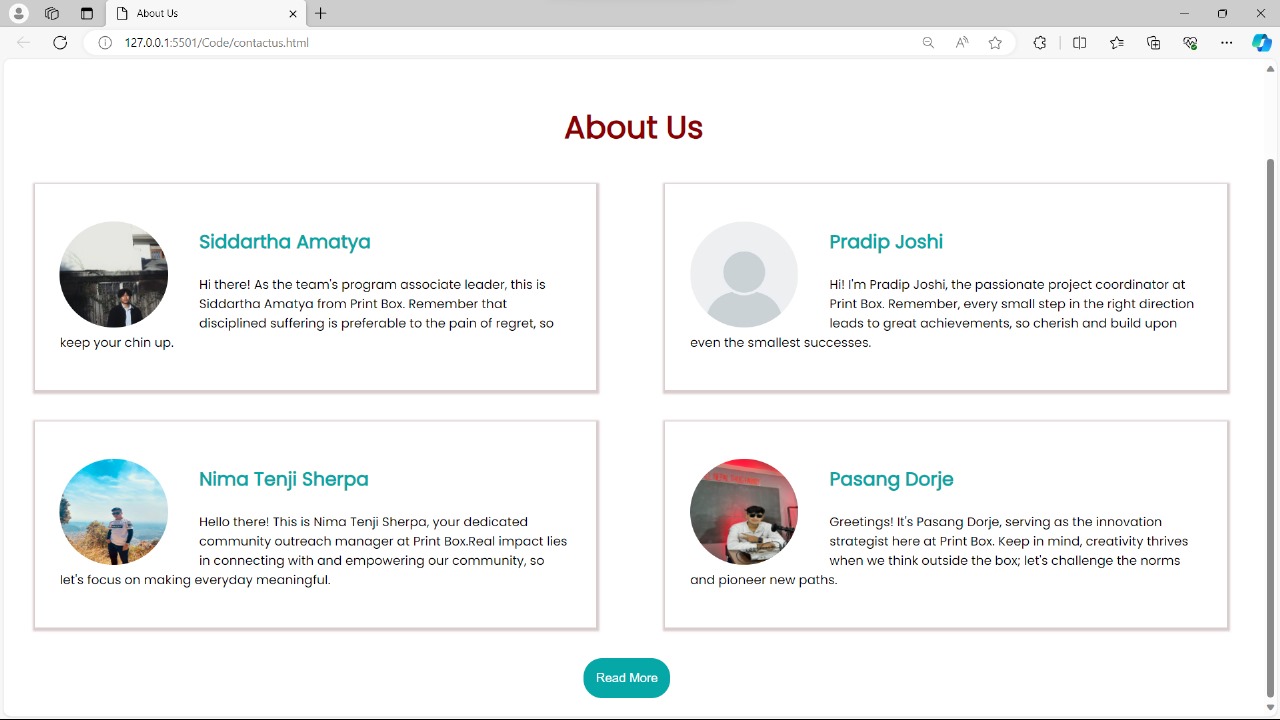 About Us
127.0.0.1:5501/Code/contactus.html
About Us
Siddartha Amatya
Hi there! As the team's program associate leader, this is
Siddartha Amatya from Print Box. Remember that
disciplined suffering is preferable to the pain of regret, so
keep your chin up.
Pradip Joshi
Hi! I'm Pradip Joshi, the passionate project coordinator at
Print Box. Remember, every small step in the right direction
leads to great achievements, so cherish and build upon
even the smallest successes.
Nima Tenji Sherpa
Hello there! This is Nima Tenji Sherpa, your dedicated
community outreach manager at Print Box.Real impact lies
in connecting with and empowering our community, so
let's focus on making everyday meaningful.
Pasang Dorje
Greetings! It's Pasang Dorje, serving as the innovation
strategist here at Print Box. Keep in mind, creativity thrives
when we think outside the box; let's challenge the norms
and pioneer new paths.
Read More